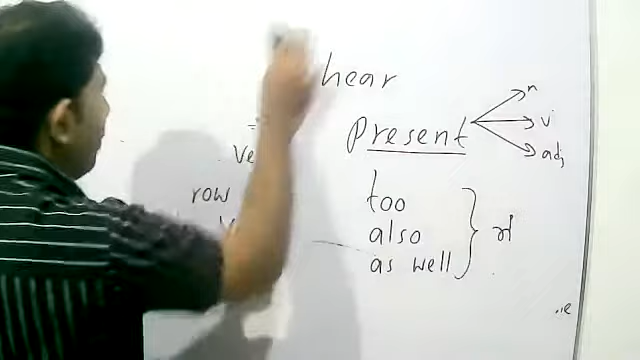 hear
n
Present
v
adj
row
too
also
as well